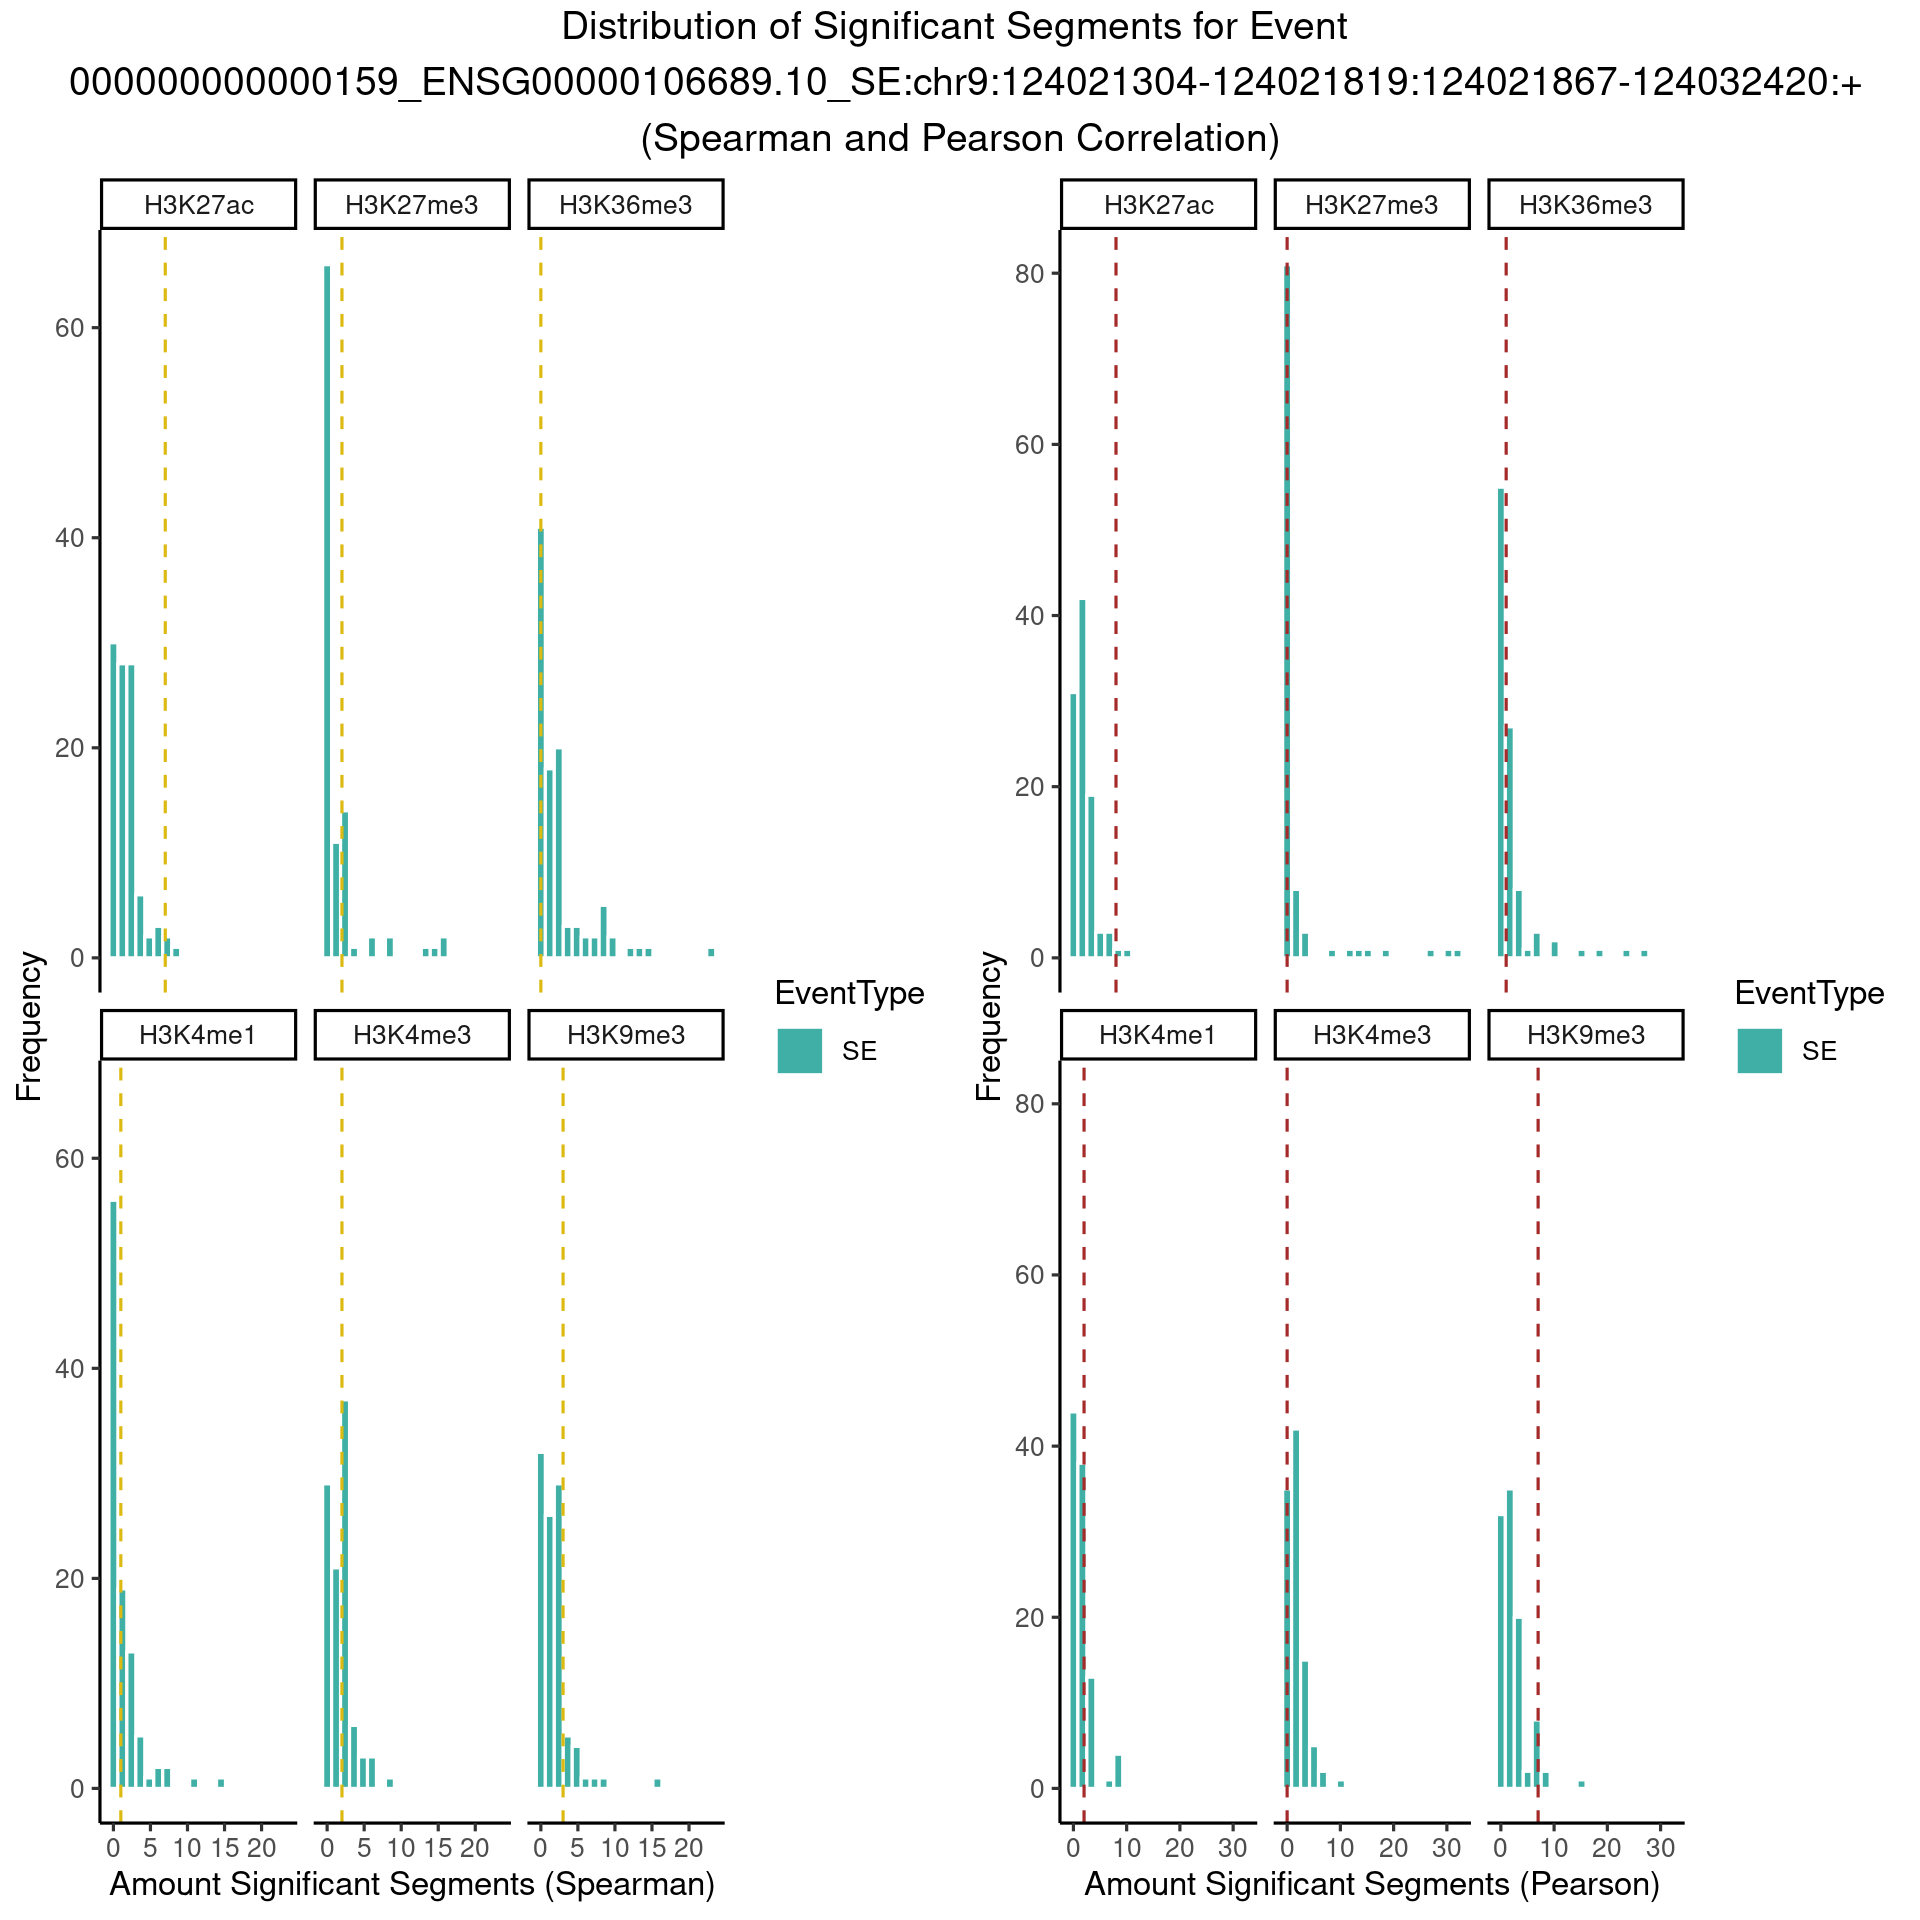 Distribution of Significant Segments for Event
000000000000159_ENSG00000106689.10_SE:chr9:124021304-124021819:124021867-124032420:+
(Spearman and Pearson Correlation)
H3K27ac H3K27me3 H3K36me3
60
40
20
0
H3K4me1 H3K4me3 H3K9me3
60
40
20
0
0 5 10 15 20 0 5 10 15 20 0 5 10 15 20
Frequency
Amount Significant Segments (Spearman)
EventType
SE
H3K27ac H3K27me3 H3K36me3
80
60
40
20
0
H3K4me1 H3K4me3 H3K9me3
80
60
40
20
0
0 10 20 30 0 10 20 30 0 10 20 30
Frequency
Amount Significant Segments (Pearson)
EventType
SE